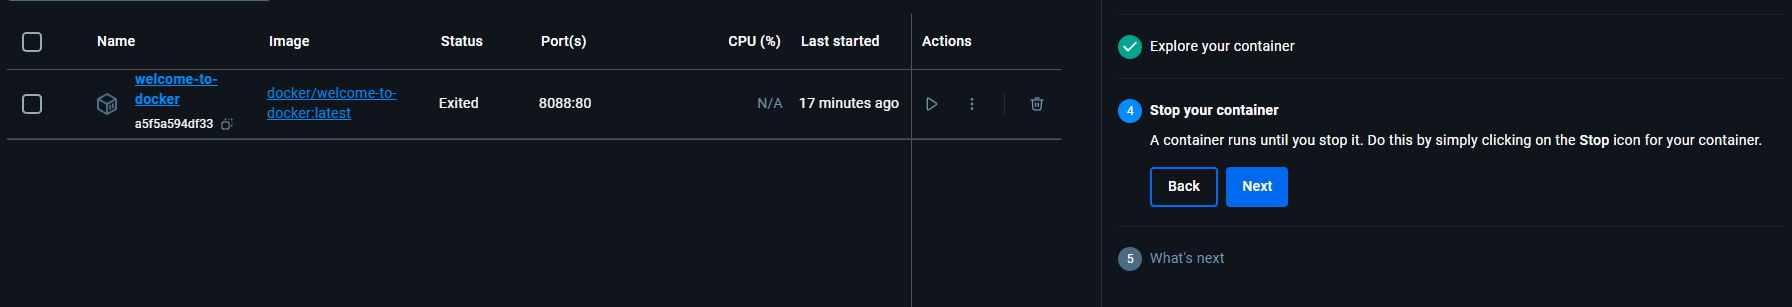 Name Image Status Port(s) CPU (%) Last started Actions
welcome-to-
docker
a5f5a594df33
docker/welcome-to-
docker:latest
Exited
8088:80
N/A
17 minutes ago
Explore your container
4 Stop your container
A container runs until you stop it. Do this by simply clicking on the Stop icon for your container.
Back Next
5 What's next